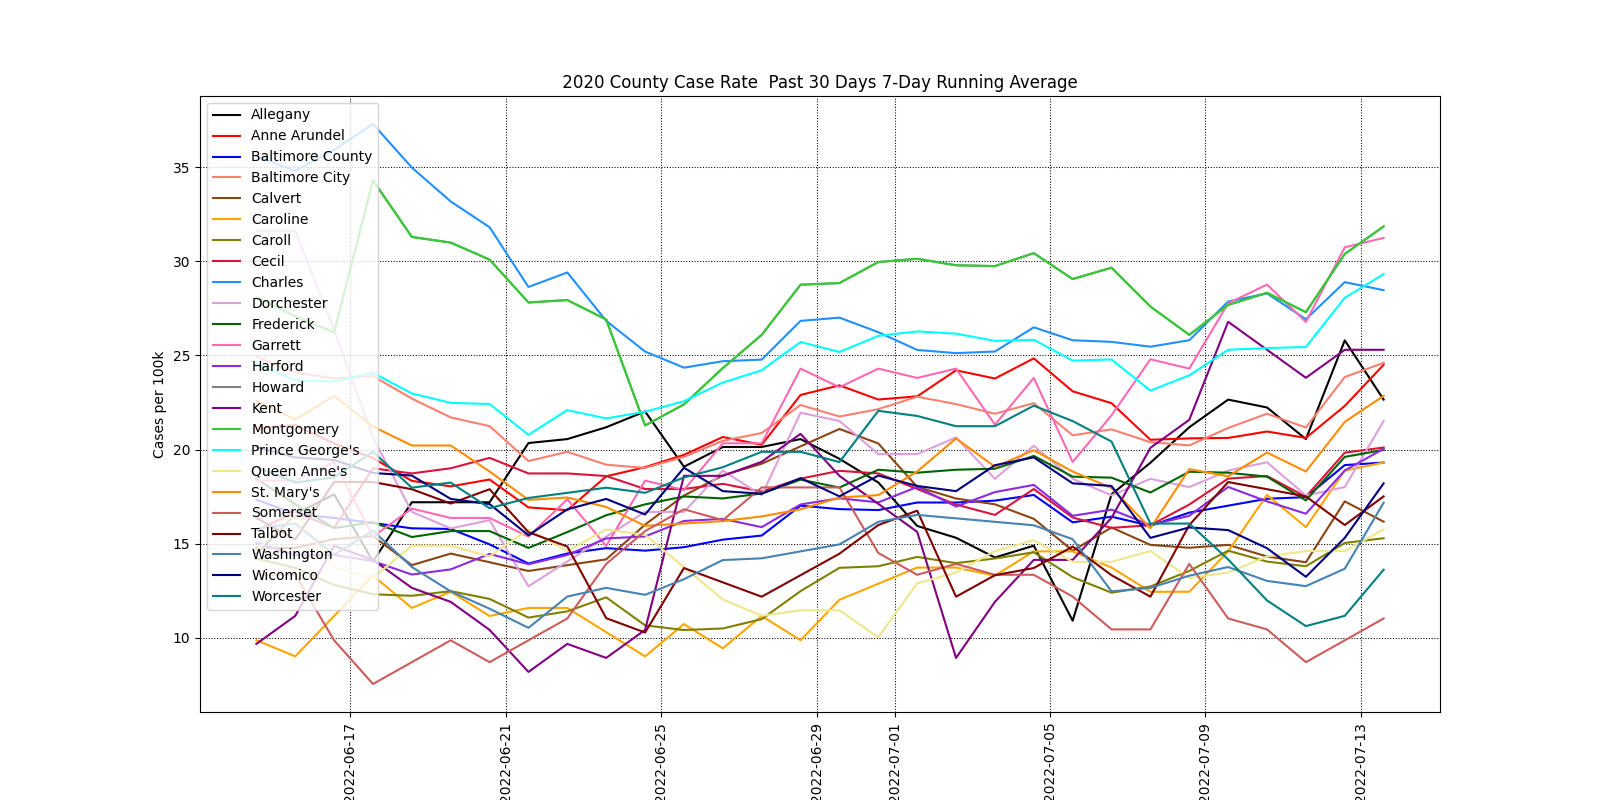 2020 County Case Rate  Past 30 Days 7-Day Running Average
Cases per 100k
35
30
25
20
15
10
Allegany
Anne Arundel
Baltimore County
Baltimore City
Calvert
Caroline
Caroll
Cecil
Charles
Dorchester
Frederick
Garrett
Harford
Howard
Kent
Montgomery
Prince George's
Queen Anne's
St. Mary's
Somerset
Talbot
Washington
Wicomico
Worcester
2022-06-17
2022-06-21
2022-06-25
2022-06-29
2022-07-01
2022-07-05
2022-07-09
2022-07-13